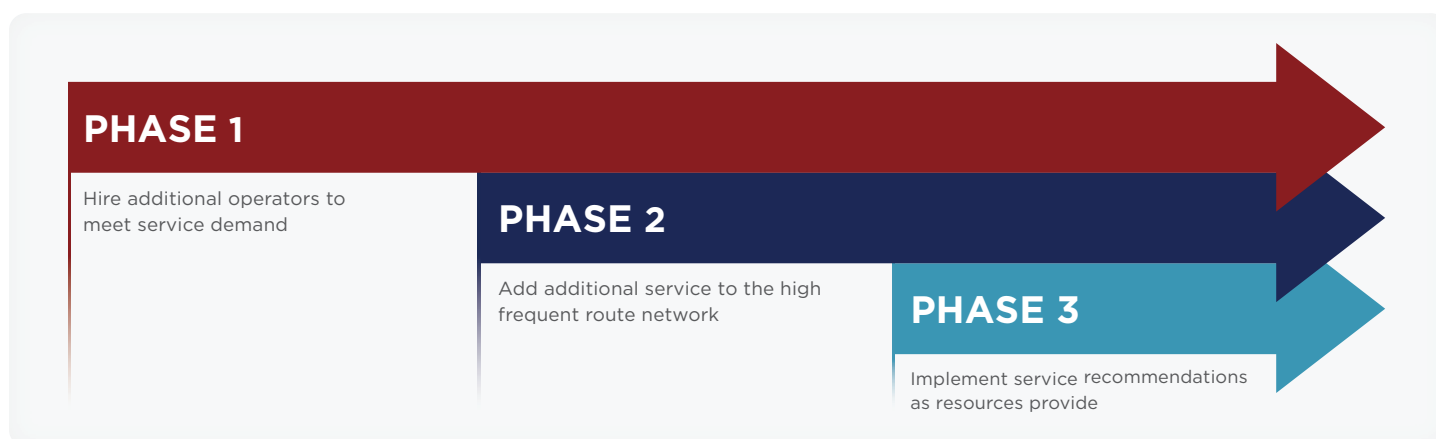 PHASE 1
Hire additional operators to
meet service demand
PHASE 2
Add additional service to the high
frequent route network
PHASE 3
Implement service recommendations
as resources provide